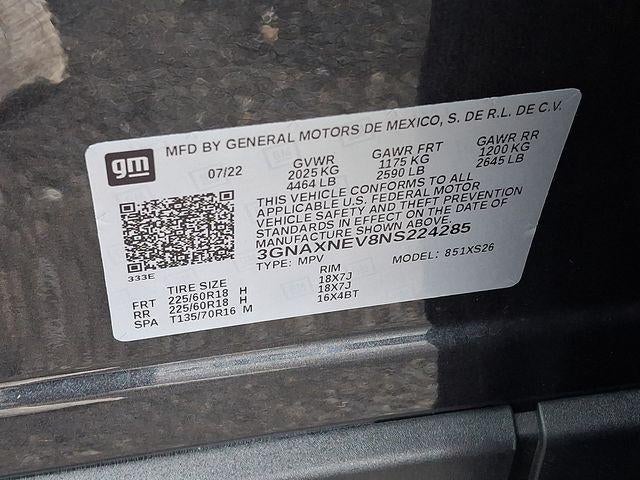 gm
MFD BY GENERAL MOTORS DE MEXICO, S. DE R.L. DE C.V.
07/22 GVWR GAWR FRT GAWR RR
2025 KG 1175 KG 1200 KG
4464 LB 2590 LB 2645 LB
THIS VEHICLE CONFORMS TO ALL
APPLICABLE U.S. FEDERAL MOTOR
VEHICLE SAFETY AND THEFT PREVENTION
STANDARDS IN EFFECT ON THE DATE OF
MANUFACTURE SHOWN ABOVE.
3GNAXNEV8NS224285
TYPE: MPV MODEL: 851XS26
333E
TIRE SIZE RIM
FRT 225/60R18 H 18X7J
RR 225/60R18 H 18X7J
SPA T135/70R16 M 16X4BT